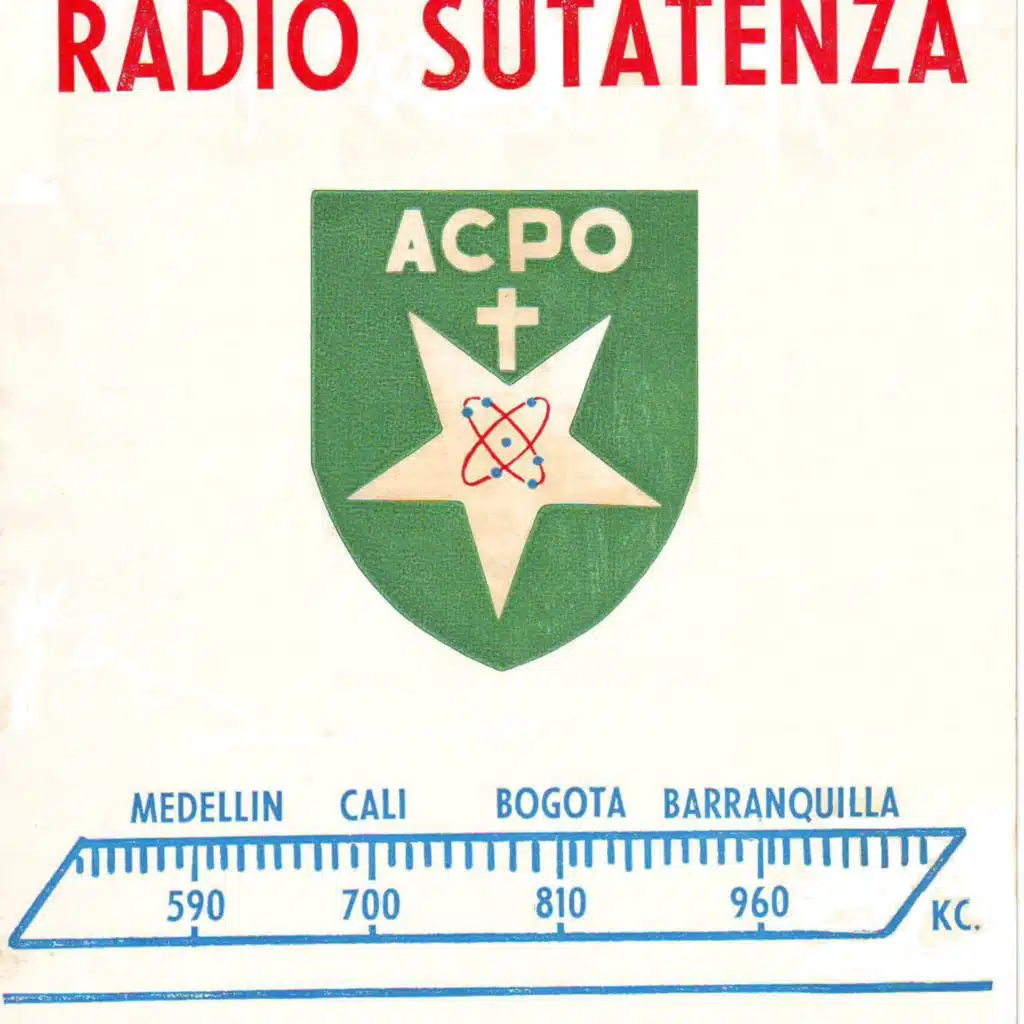 RADIO SUTATENZA
ACPO
MEDELLIN CALI BOGOTA BARRANQUILLA
590 700 810 960 KC.